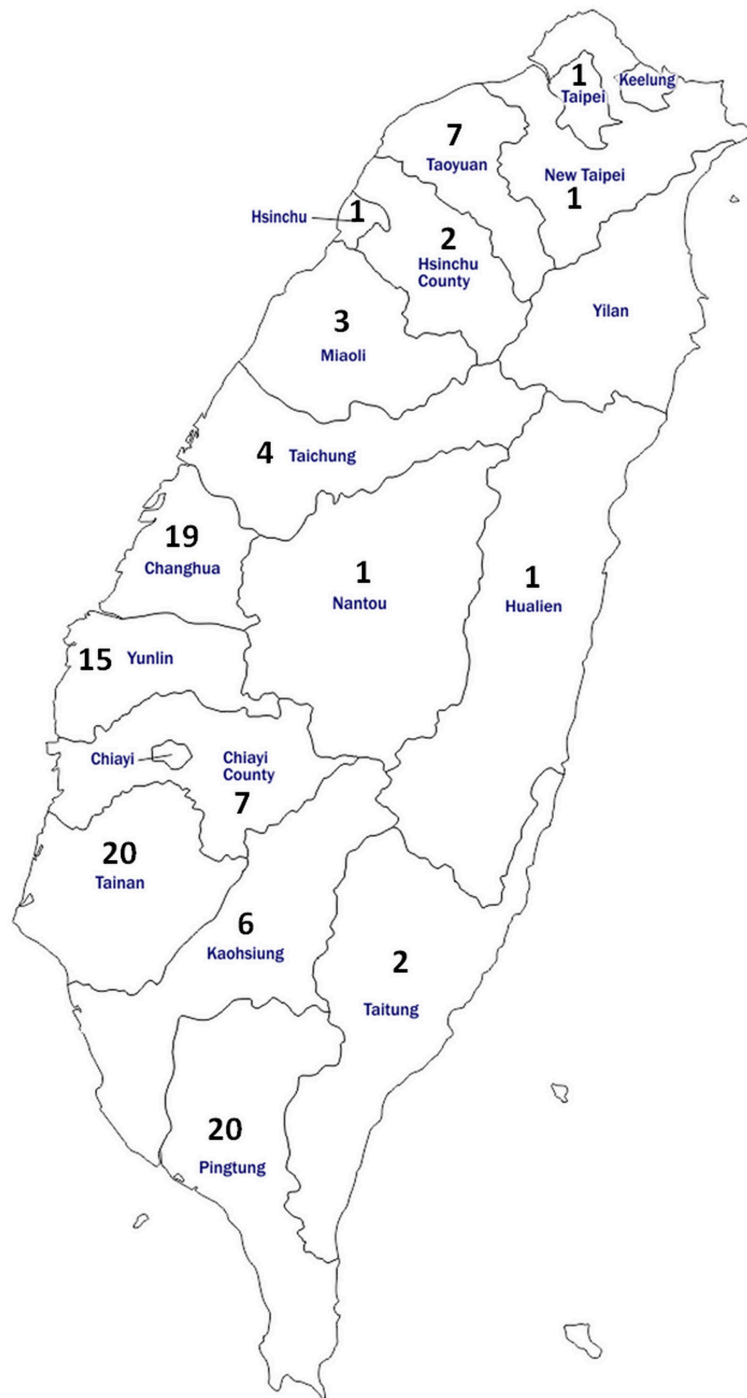 1
Taipei
Keelung
7
Taoyuan
New Taipei
1
Hsinchu
1
2
Hsinchu
County
3
Miaoli
Yilan
4 Taichung
19
Changhua
1
Nantou
1
Hualien
15 Yunlin
Chiayi
Chiayi
County
7
20
Tainan
6
Kaohsiung
2
Taitung
20
Pingtung